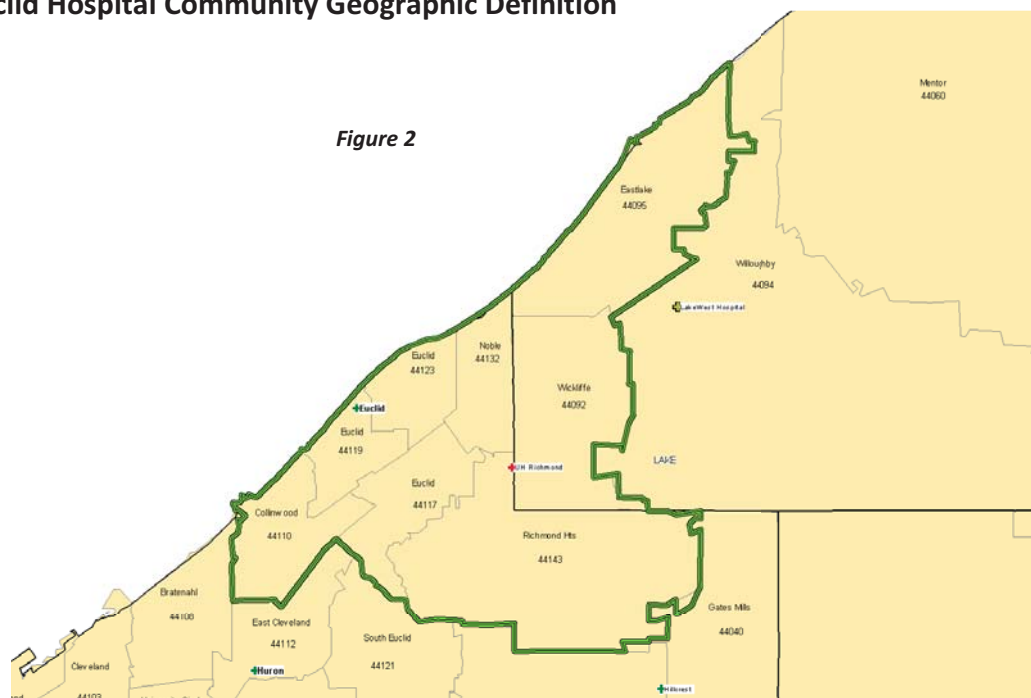 clid Hospital Community Geographic Definition
Figure 2
Mentor
44060
Eastlake
44095
Willoughby
4494
LakeWest Hospital
Noble
44132
Euclid
44123
Wickliffe
44092
Euclid
Euclid
44119
LAKE
UH Richmond
Euclid
44117
Collinwood
44110
Richmond Hts
44143
Bratenahl
44108
Gates Mills
44040
East Cleveland
44112
South Euclid
44121
Cleveland
44103
Huron
Hillcrest